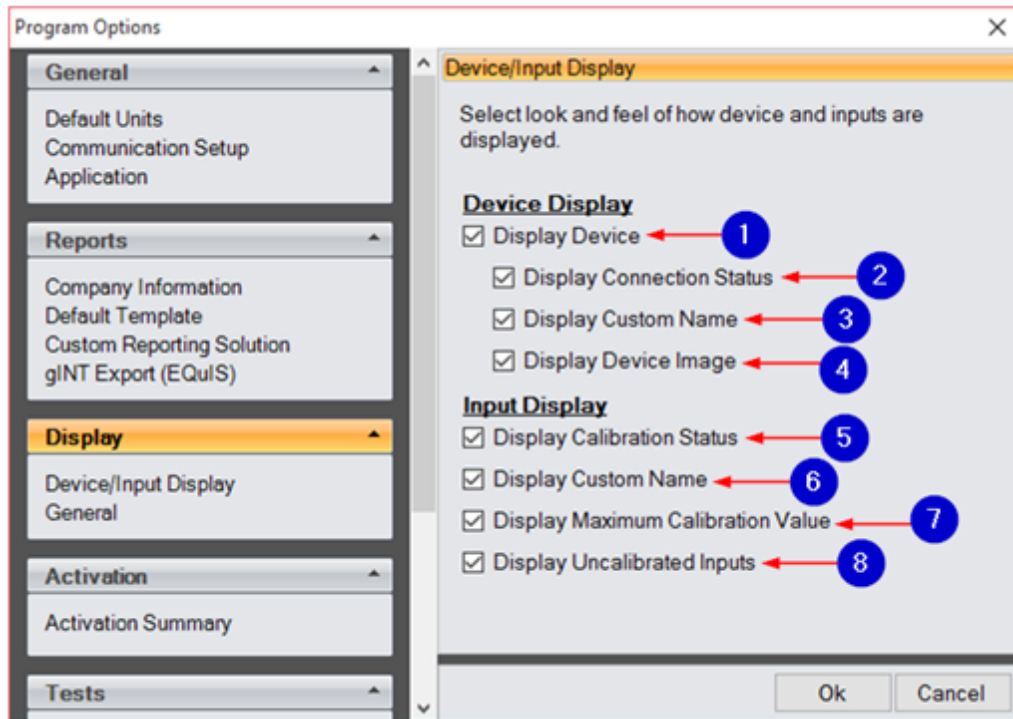 Program Options
General
Default Units
Communication Setup
Application
Reports
Company Information
Default Template
Custom Reporting Solution
gINT Export (EQuIS)
Display
Device/Input Display
General
Activation
Activation Summary
Tests
Device/Input Display
Select look and feel of how device and inputs are
displayed.
Device Display
Display Device 1
Display Connection Status 2
Display Custom Name 3
Display Device Image 4
Input Display
Display Calibration Status 5
Display Custom Name 6
Display Maximum Calibration Value 7
Display Uncalibrated Inputs 8
Ok Cancel